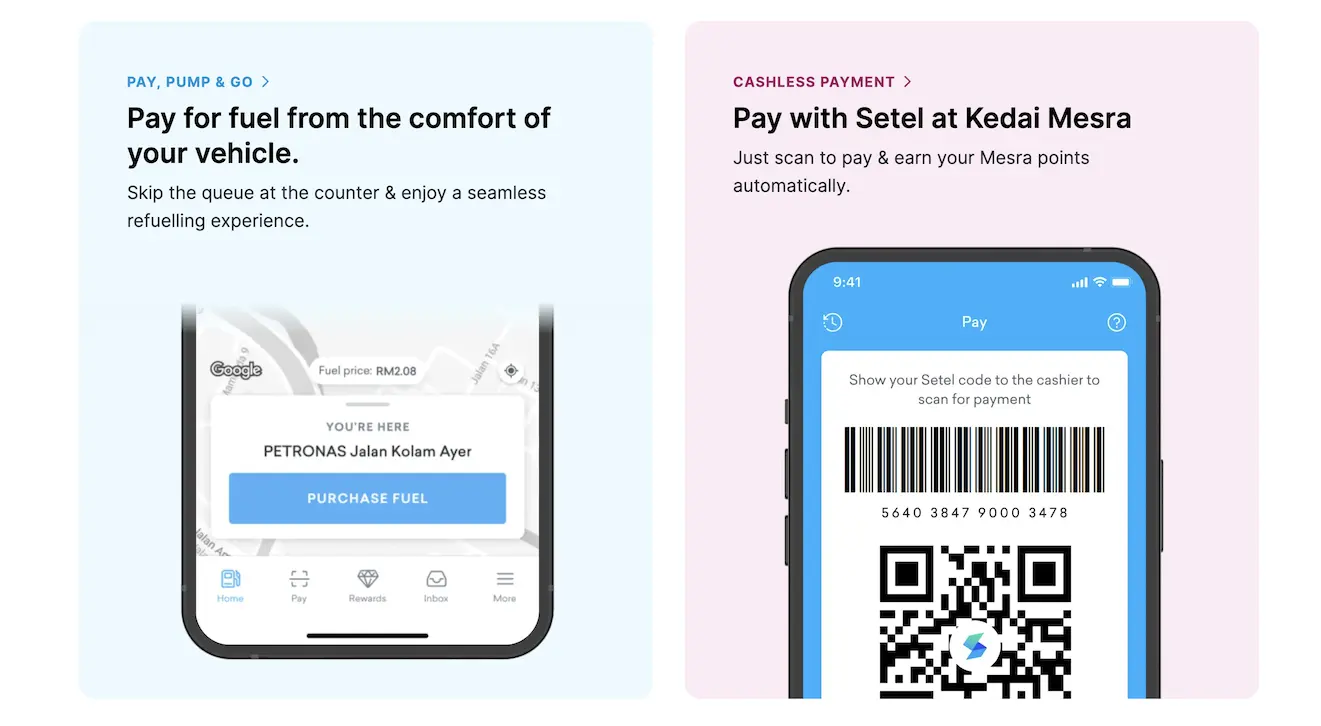 PAY, PUMP & GO
Pay for fuel from the comfort of
your vehicle.
Skip the queue at the counter & enjoy a seamless
refuelling experience.
Google
Fuel price: RM2.08
Jalan 16A
YOU'RE HERE
PETRONAS Jalan Kolam Ayer
PURCHASE FUEL
Home
Pay
Rewards
Inbox
More
CASHLESS PAYMENT
Pay with Setel at Kedai Mesra
Just scan to pay & earn your Mesra points
automatically.
9:41
Pay
Show your Setel code to the cashier to
scan for payment
5640 3847 9000 3478